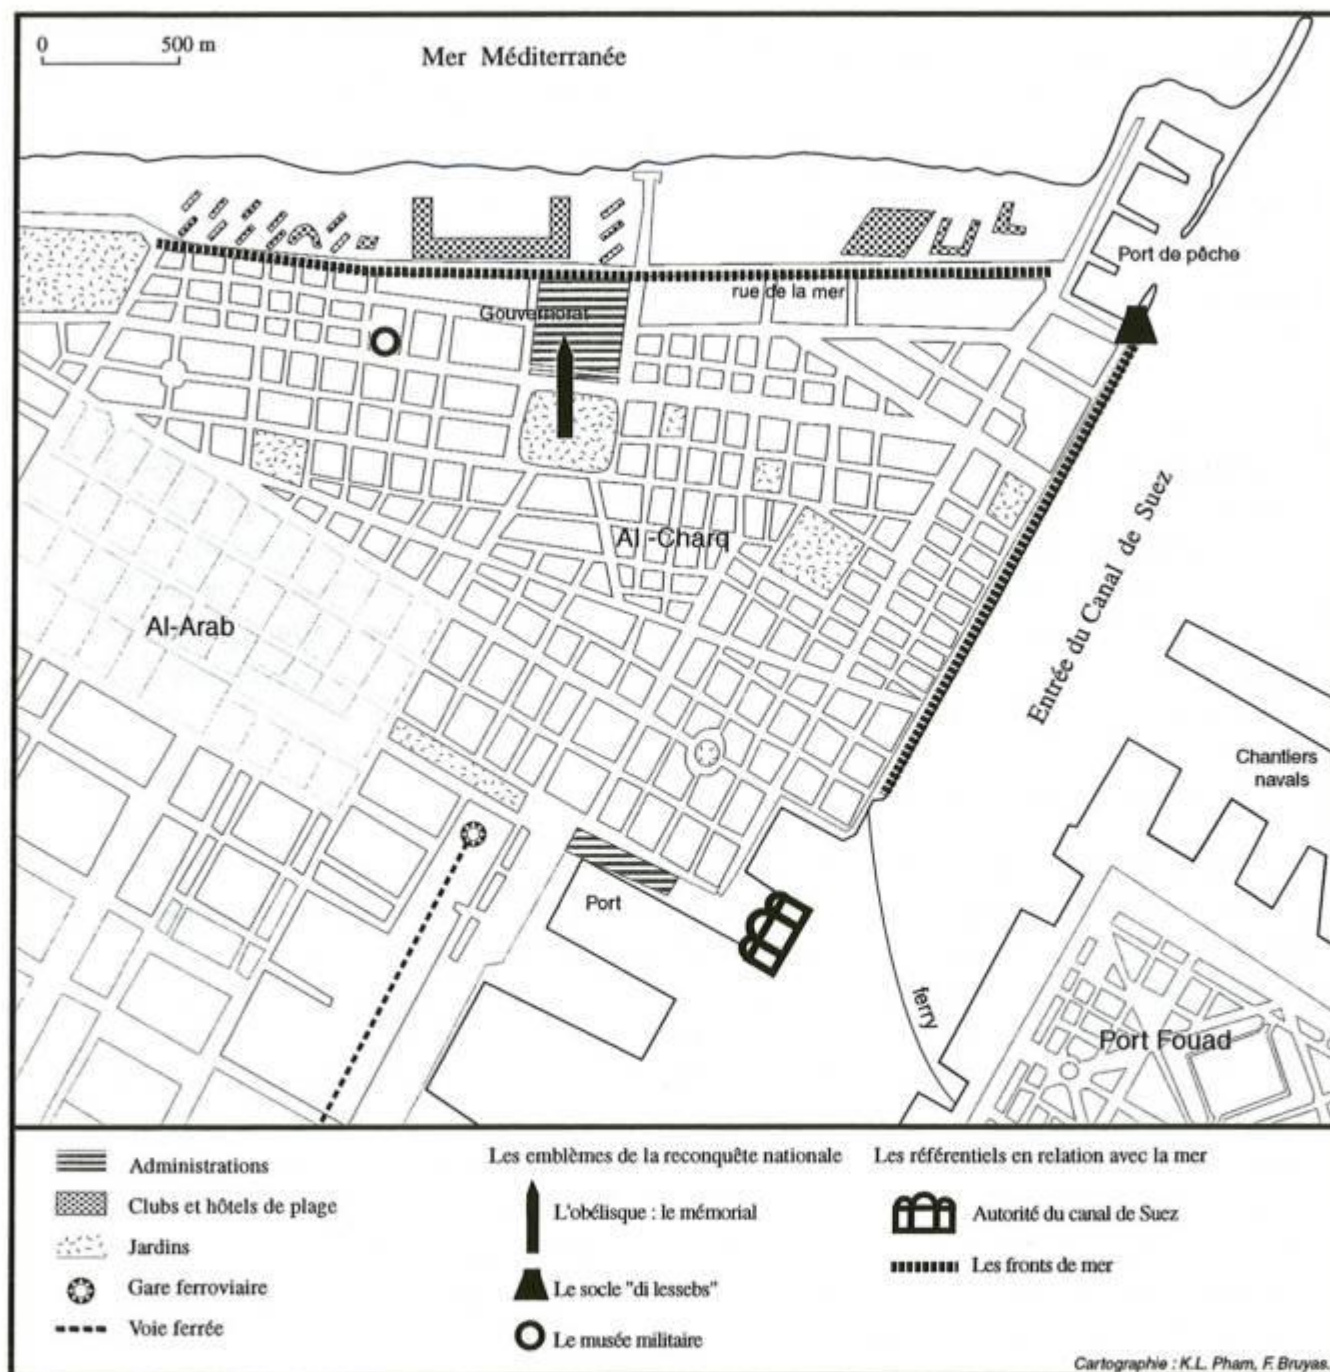 0 500 m
Mer Méditerranée
Port de pêche
rue de la mer
Gouvernorat
Al -Charq
Entrée du Canal de Suez
Al-Arab
Chantiers
navals
Port
ferry
Port Fouad
Administrations
Clubs et hôtels de plage
Jardins
Gare ferroviaire
Voie ferrée
Les emblèmes de la reconquête nationale
L'obélisque : le mémorial
Le socle "di lessebs"
Le musée militaire
Les référentiels en relation avec la mer
Autorité du canal de Suez
Les fronts de mer
Cartographie : K.L. Pham, F. Bruyas.